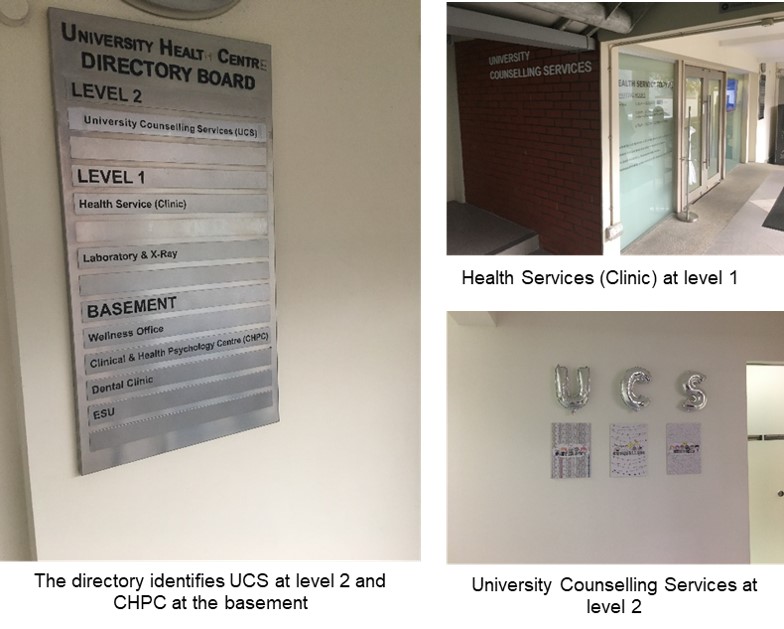 UNIVERSITY HEALTH CENTRE
DIRECTORY BOARD
LEVEL 2
University Counselling Services (UCS)
LEVEL 1
Health Service (Clinic)
Laboratory & X-Ray
BASEMENT
Wellness Office
Clinical & Health Psychology Centre (CHPC)
Dental Clinic
ESU
The directory identifies UCS at level 2 and
CHPC at the basement
UNIVERSITY
COUNSELLING SERVICES
HEALTH SERVICE
Health Services (Clinic) at level 1
UCS
University Counselling Services at
level 2